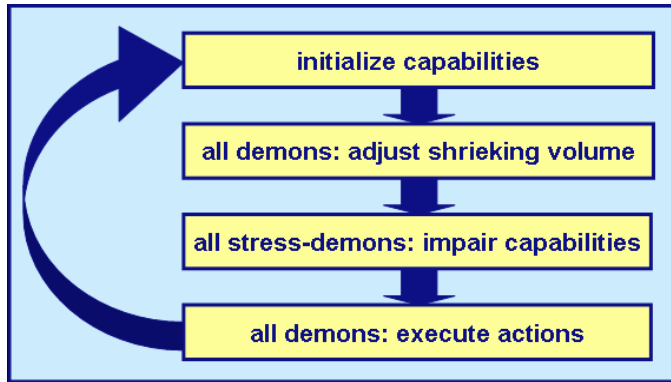 initialize capabilities
all demons: adjust shrieking volume
all stress-demons: impair capabilities
all demons: execute actions